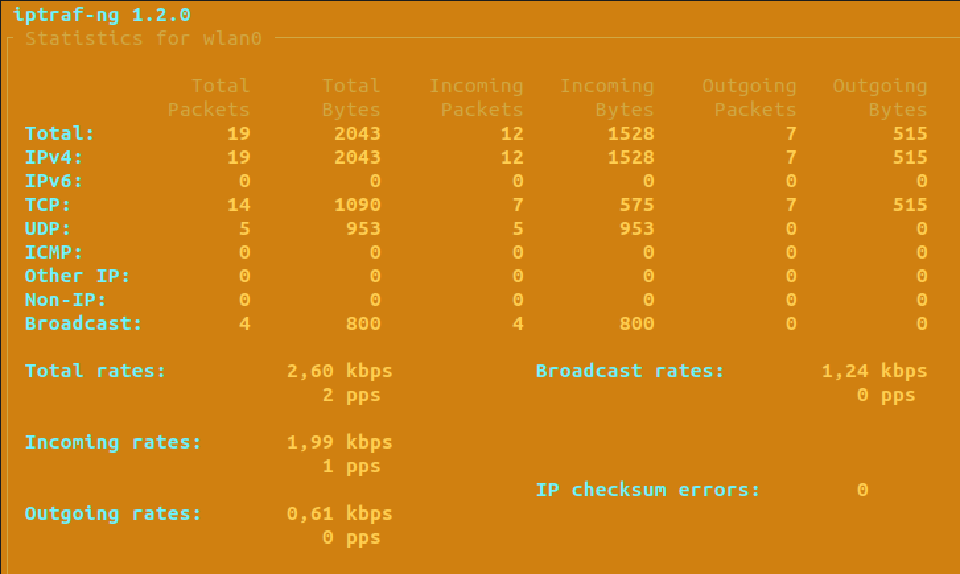 iptraf-ng 1.2.0
Statistics for wlan0
Total Total Incoming Incoming Outgoing Outgoing
Packets Bytes Packets Bytes Packets Bytes
Total: 19 2043 12 1528 7 515
IPv4: 19 2043 12 1528 7 515
IPv6: 0 0 0 0 0 0
TCP: 14 1090 7 575 7 515
UDP: 5 953 5 953 0 0
ICMP: 0 0 0 0 0 0
Other IP: 0 0 0 0 0 0
Non-IP: 0 0 0 0 0 0
Broadcast: 4 800 4 800 0 0
Total rates: 2,60 kbps Broadcast rates: 1,24 kbps
2 pps 0 pps
Incoming rates: 1,99 kbps
1 pps
IP checksum errors: 0
Outgoing rates: 0,61 kbps
0 pps